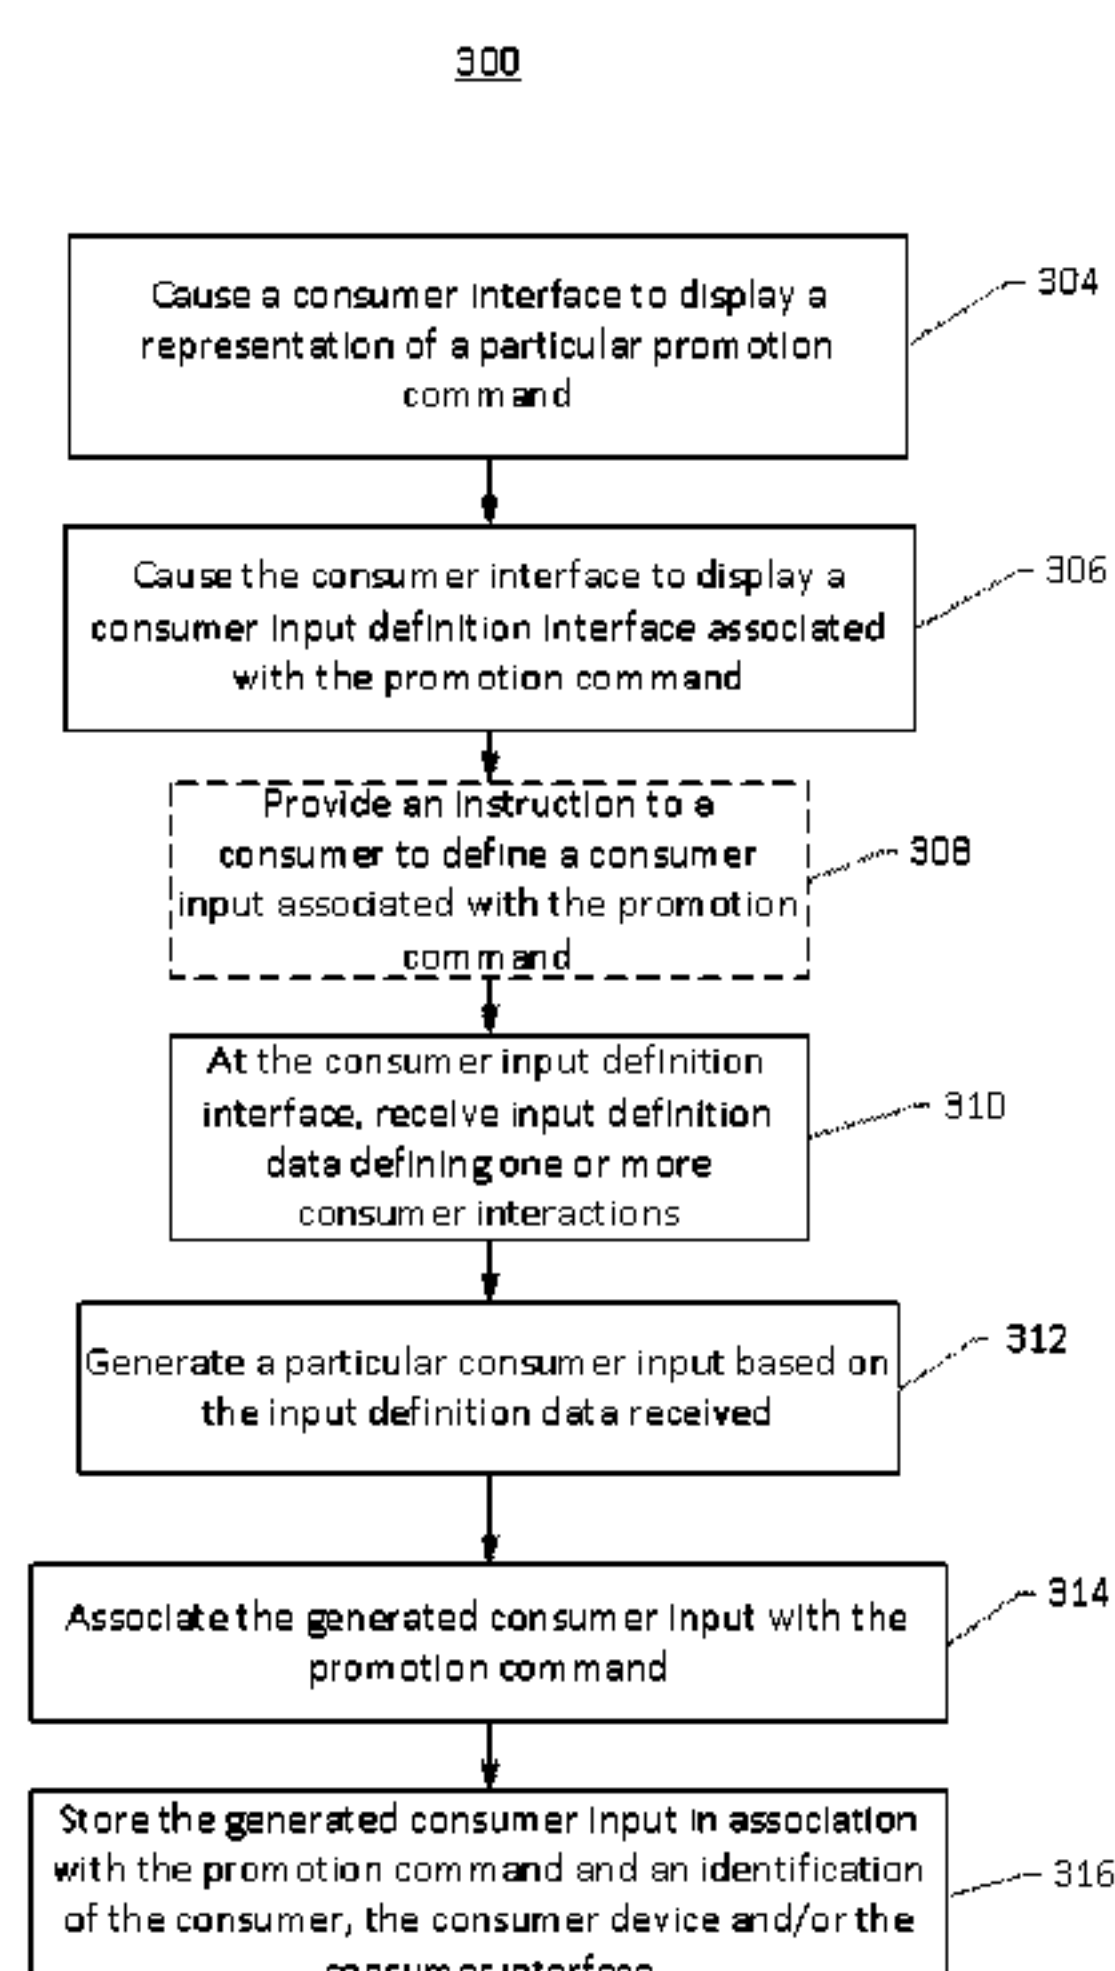 300
Cause a consumer interface to display a
representation of a particular promotion
command
304
Cause the consumer interface to display a
consumer input definition interface associated
with the promotion command
306
Provide an instruction to a
consumer to define a consumer
input associated with the promotion
command
308
At the consumer input definition
interface, receive input definition
data defining one or more
consumer interactions
310
Generate a particular consumer input based on
the input definition data received
312
Associate the generated consumer input with the
promotion command
314
Store the generated consumer input in association
with the promotion command and an identification
of the consumer, the consumer device and/or the
consumer interface
316